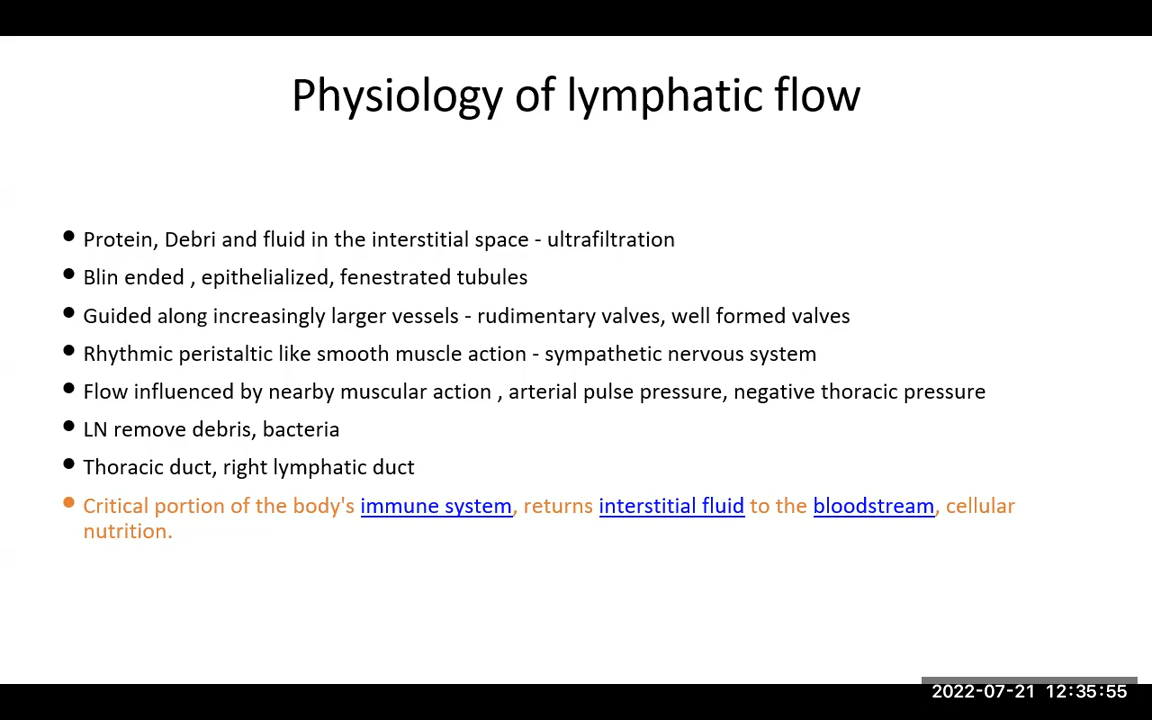 Physiology of lymphatic flow
• Protein, Debri and fluid in the interstitial space - ultrafiltration
• Blin ended , epithelialized, fenestrated tubules
• Guided along increasingly larger vessels - rudimentary valves, well formed valves
• Rhythmic peristaltic like smooth muscle action - sympathetic nervous system
• Flow influenced by nearby muscular action , arterial pulse pressure, negative thoracic pressure
• LN remove debris, bacteria
• Thoracic duct, right lymphatic duct
• Critical portion of the body's immune system, returns interstitial fluid to the bloodstream, cellular
nutrition.
2022-07-21 12:35:55